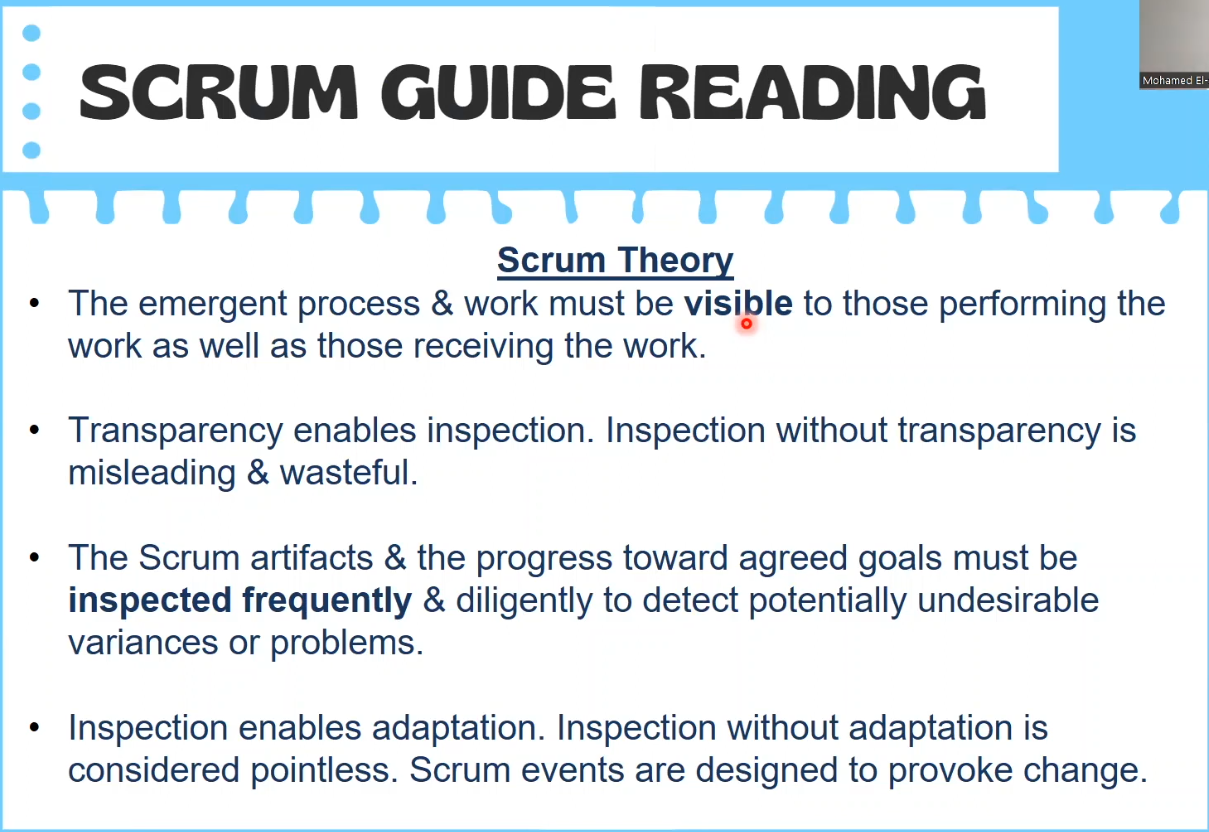 SCRUM GUIDE READING
Mohamed El-
Scrum Theory
• The emergent process & work must be visible to those performing the
work as well as those receiving the work.
• Transparency enables inspection. Inspection without transparency is
misleading & wasteful.
• The Scrum artifacts & the progress toward agreed goals must be
inspected frequently & diligently to detect potentially undesirable
variances or problems.
• Inspection enables adaptation. Inspection without adaptation is
considered pointless. Scrum events are designed to provoke change.